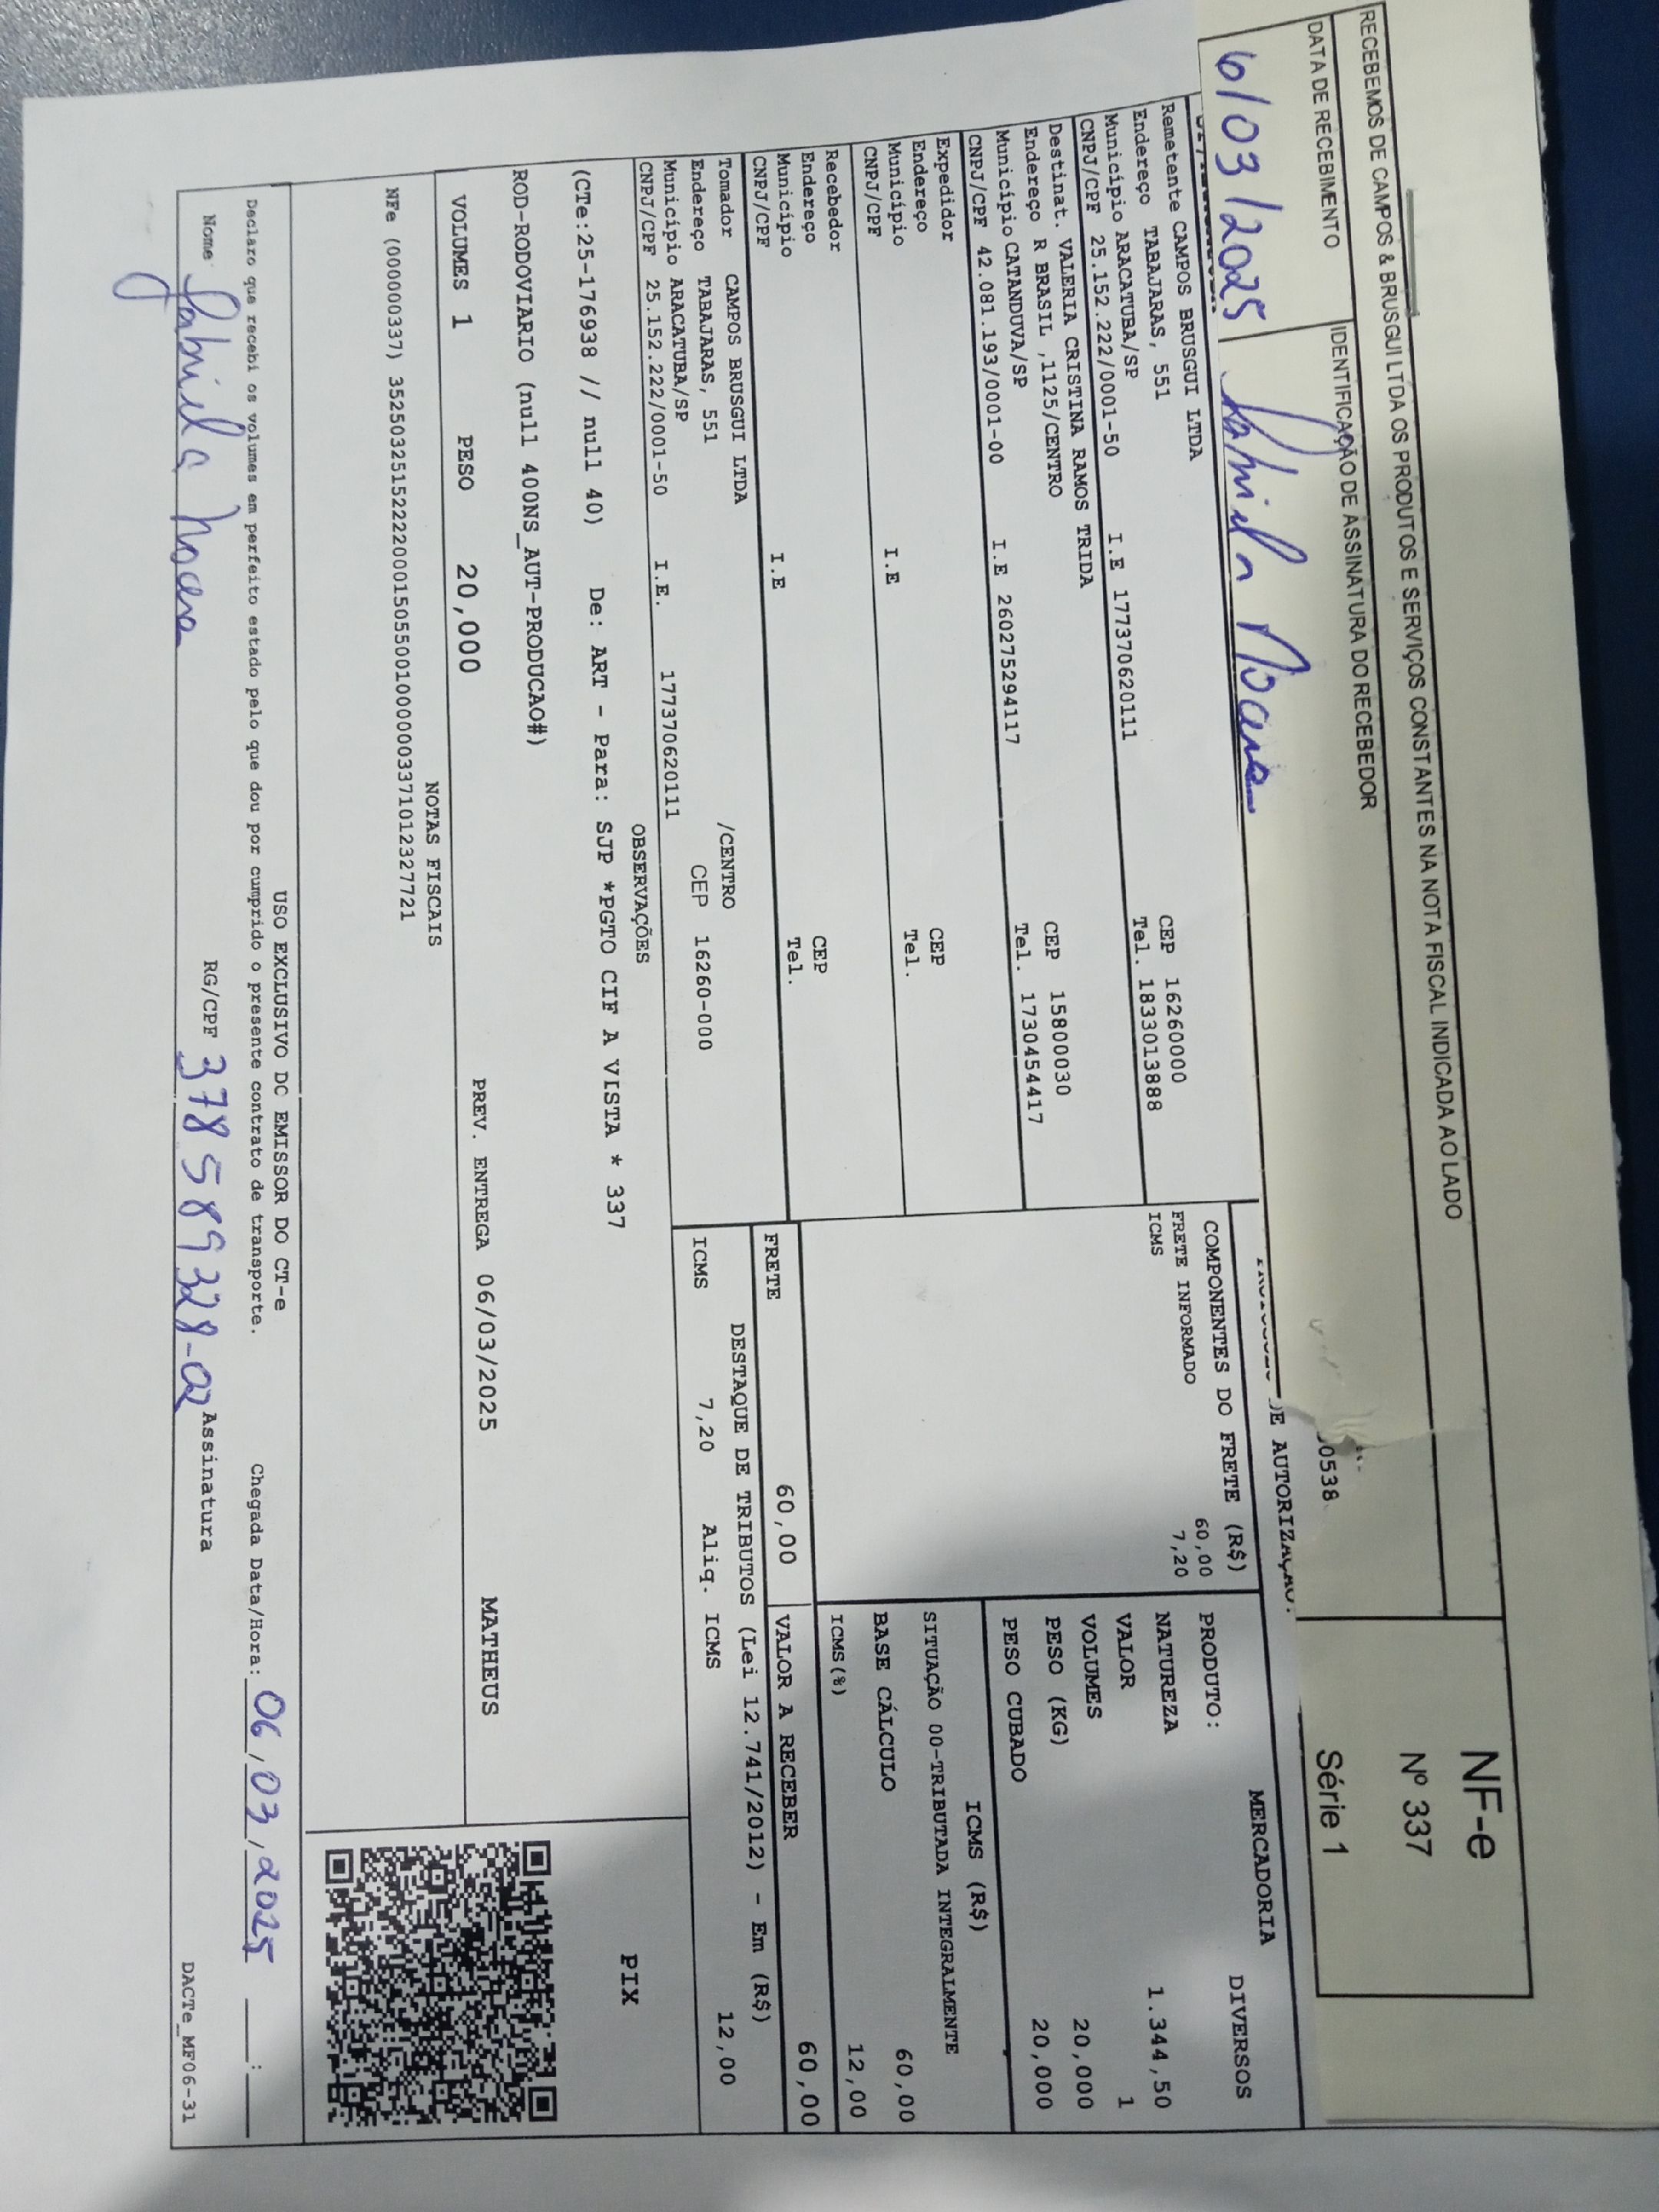 RECEBEMOS DE CAMPOS & BRUSGUI LTDA OS PRODUTOS E SERVIÇOS CONSTANTES NA NOTA FISCAL INDICADA AO LADO
DATA DE RECEBIMENTO IDENTIFICAÇÃO DE ASSINATURA DO RECEBEDOR
6/03/2025
NF-e
Nº 337
Série 1
0538
DE AUTORIZAÇÃO:
Remetente CAMPOS BRUSGUI LTDA
Endereço TABAJARAS, 551 CEP 16260000
Município ARACATUBA/SP Tel. 1833013888
CNPJ/CPF 25.152.222/0001-50 I.E 177370620111
Destinat. VALERIA CRISTINA RAMOS TRIDA
Endereço R BRASIL ,1125/CENTRO CEP 15800030
Município CATANDUVA/SP Tel. 1730454417
CNPJ/CPF 42.081.193/0001-00 I.E 260275294117
Expedidor
Endereço CEP
Município Tel.
CNPJ/CPF I.E
Recebedor
Endereço CEP
Município Tel.
CNPJ/CPF I.E
Tomador CAMPOS BRUSGUI LTDA
Endereço TABAJARAS, 551 /CENTRO
Município ARACATUBA/SP CEP 16260-000
CNPJ/CPF 25.152.222/0001-50 I.E. 177370620111
COMPONENTES DO FRETE (R$)
FRETE INFORMADO 60,00
ICMS 7,20
MERCADORIA
PRODUTO: DIVERSOS
NATUREZA
VALOR 1.344,50
VOLUMES 1
PESO (KG) 20,000
PESO CUBADO 20,000
ICMS (R$)
SITUAÇÃO 00-TRIBUTADA INTEGRALMENTE
BASE CÁLCULO 60,00
ICMS(%) 12,00
FRETE 60,00 VALOR A RECEBER 60,00
DESTAQUE DE TRIBUTOS (Lei 12.741/2012) - Em (R$)
ICMS 7,20 Aliq. ICMS 12,00
OBSERVAÇÕES
(CTe:25-176938 // null 40) De: ART - Para: SJP *PGTO CIF A VISTA * 337
ROD-RODOVIARIO (null 400NS_AUT-PRODUCAO#)
PIX
VOLUMES 1 PESO 20,000 PREV. ENTREGA 06/03/2025 MATHEUS
NOTAS FISCAIS
NFe (000000337) 35250325152222000150550010000003371012327721
USO EXCLUSIVO DC EMISSOR DO CT-e
Declaro que recebi os volumes em perfeito estado pelo que dou por cumprido o presente contrato de transporte. Chegada Data/Hora: 06/03/2025 ___:___
Nome RG/CPF 378589328-02 Assinatura
DACTe_MF06-31